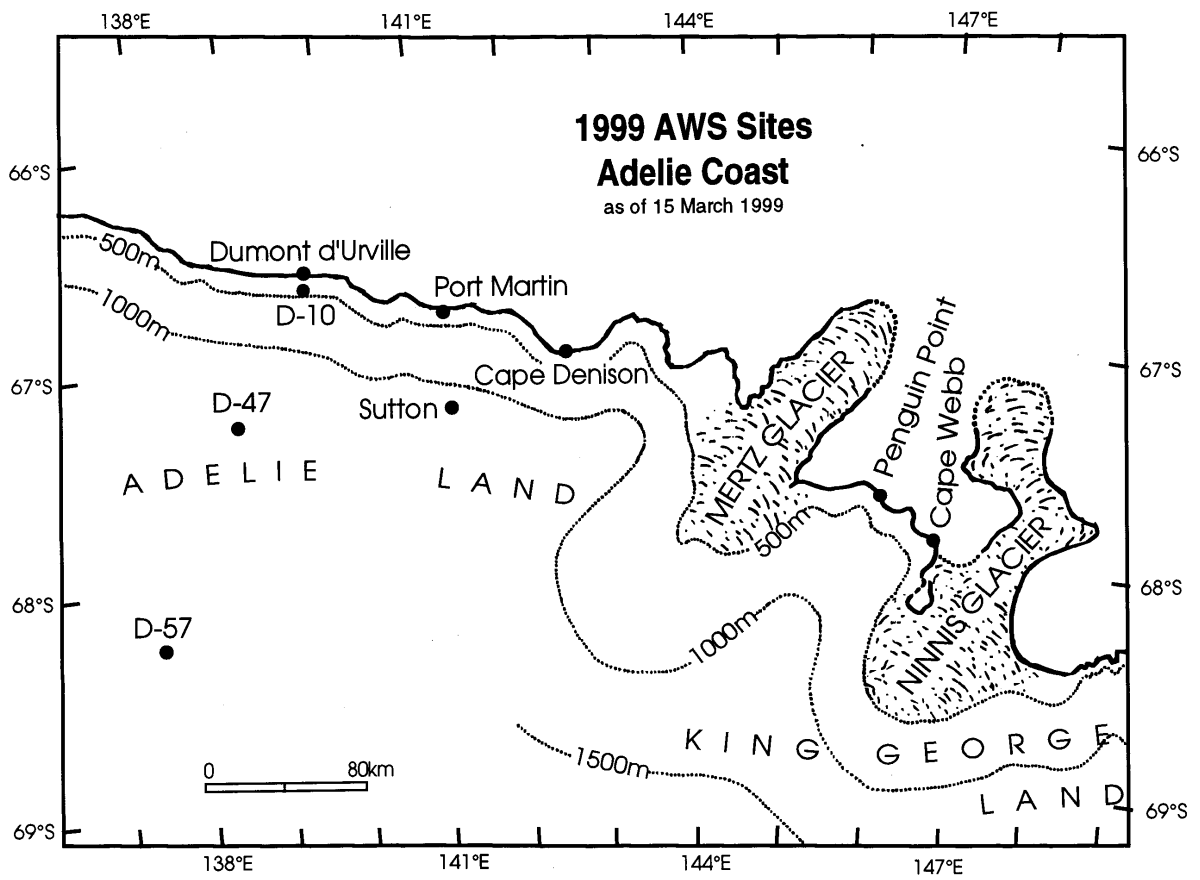 138°E 141°E 144°E 147°E
1999 AWS Sites
Adelie Coast
as of 15 March 1999
66°S
66°S
Dumont d'Urville
500m
D-10
Port Martin
1000m
Cape Denison
Sutton
67°S
67°S
D-47
ADELIE LAND
MERTZ GLACIER
Penguin Point
Cape Webb
500m
NINNIS GLACIER
68°S
68°S
D-57
1000m
KING GEORGE
LAND
1500m
0 80km
69°S
69°S
138°E 141°E 144°E 147°E